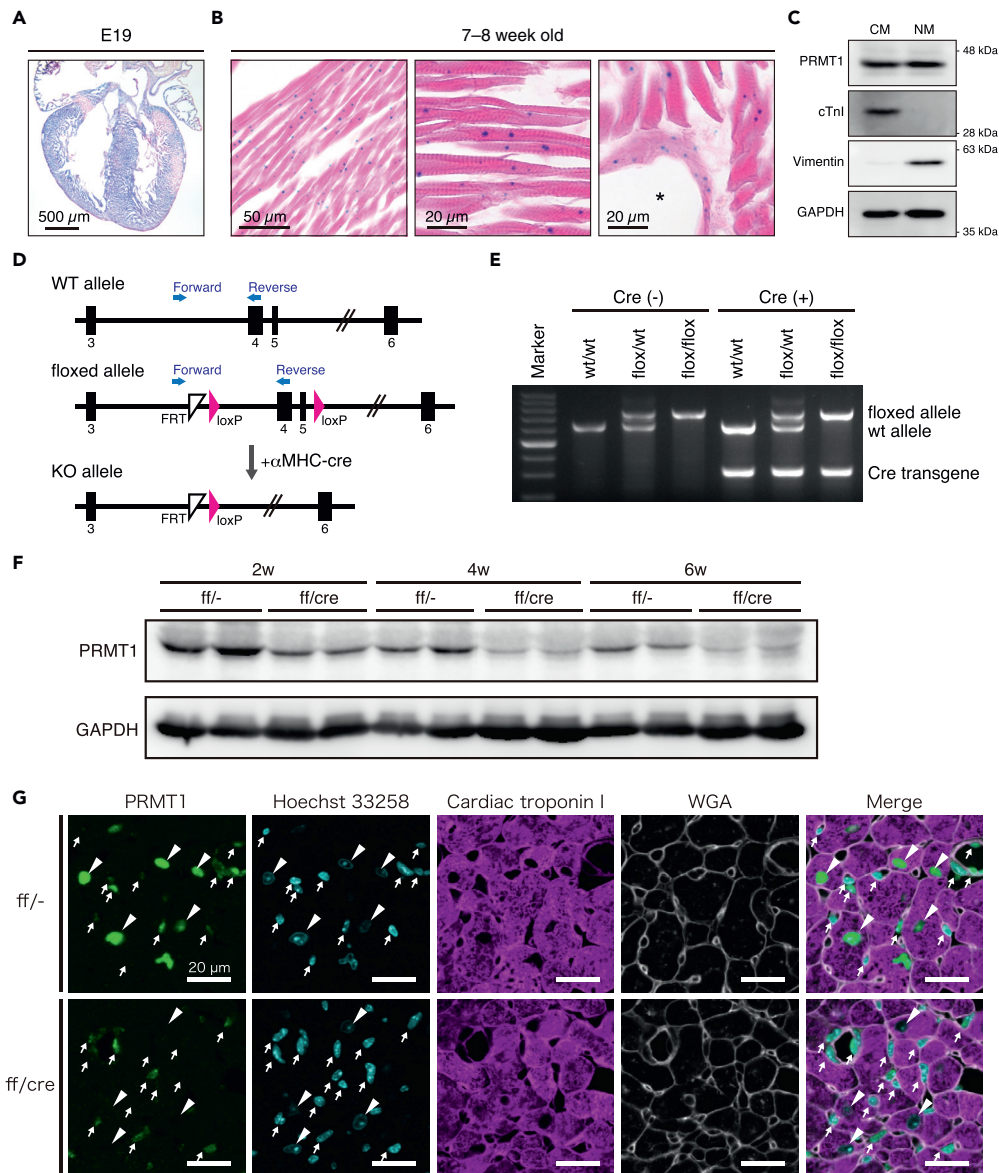 A
E19
500 µm
B
7–8 week old
50 µm
20 µm
20 µm
*
C
CM NM
PRMT1
48 kDa
cTnI
28 kDa
Vimentin
63 kDa
GAPDH
35 kDa
D
WT allele
Forward Reverse
3 4 5 6
floxed allele
Forward Reverse
FRT loxP loxP
3 4 5 6
+αMHC-cre
KO allele
FRT loxP
3 6
E
Cre (-) Cre (+)
Marker wt/wt flox/wt flox/flox wt/wt flox/wt flox/flox
floxed allele
wt allele
Cre transgene
F
2w 4w 6w
ff/- ff/cre ff/- ff/cre ff/- ff/cre
PRMT1
GAPDH
G
PRMT1 Hoechst 33258 Cardiac troponin I WGA Merge
ff/-
20 µm
ff/cre